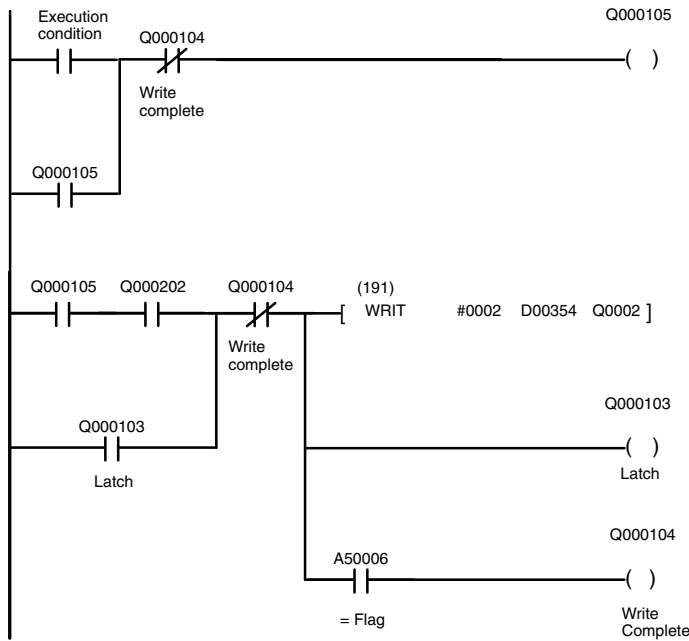 Execution
condition
Q000104
Q000105
( )
Write
complete
Q000105
Q000105
Q000202
Q000104
(191)
[ WRIT #0002 D00354 Q0002 ]
Write
complete
Q000103
Latch
Q000103
( )
Latch
A50006
= Flag
Q000104
( )
Write
Complete